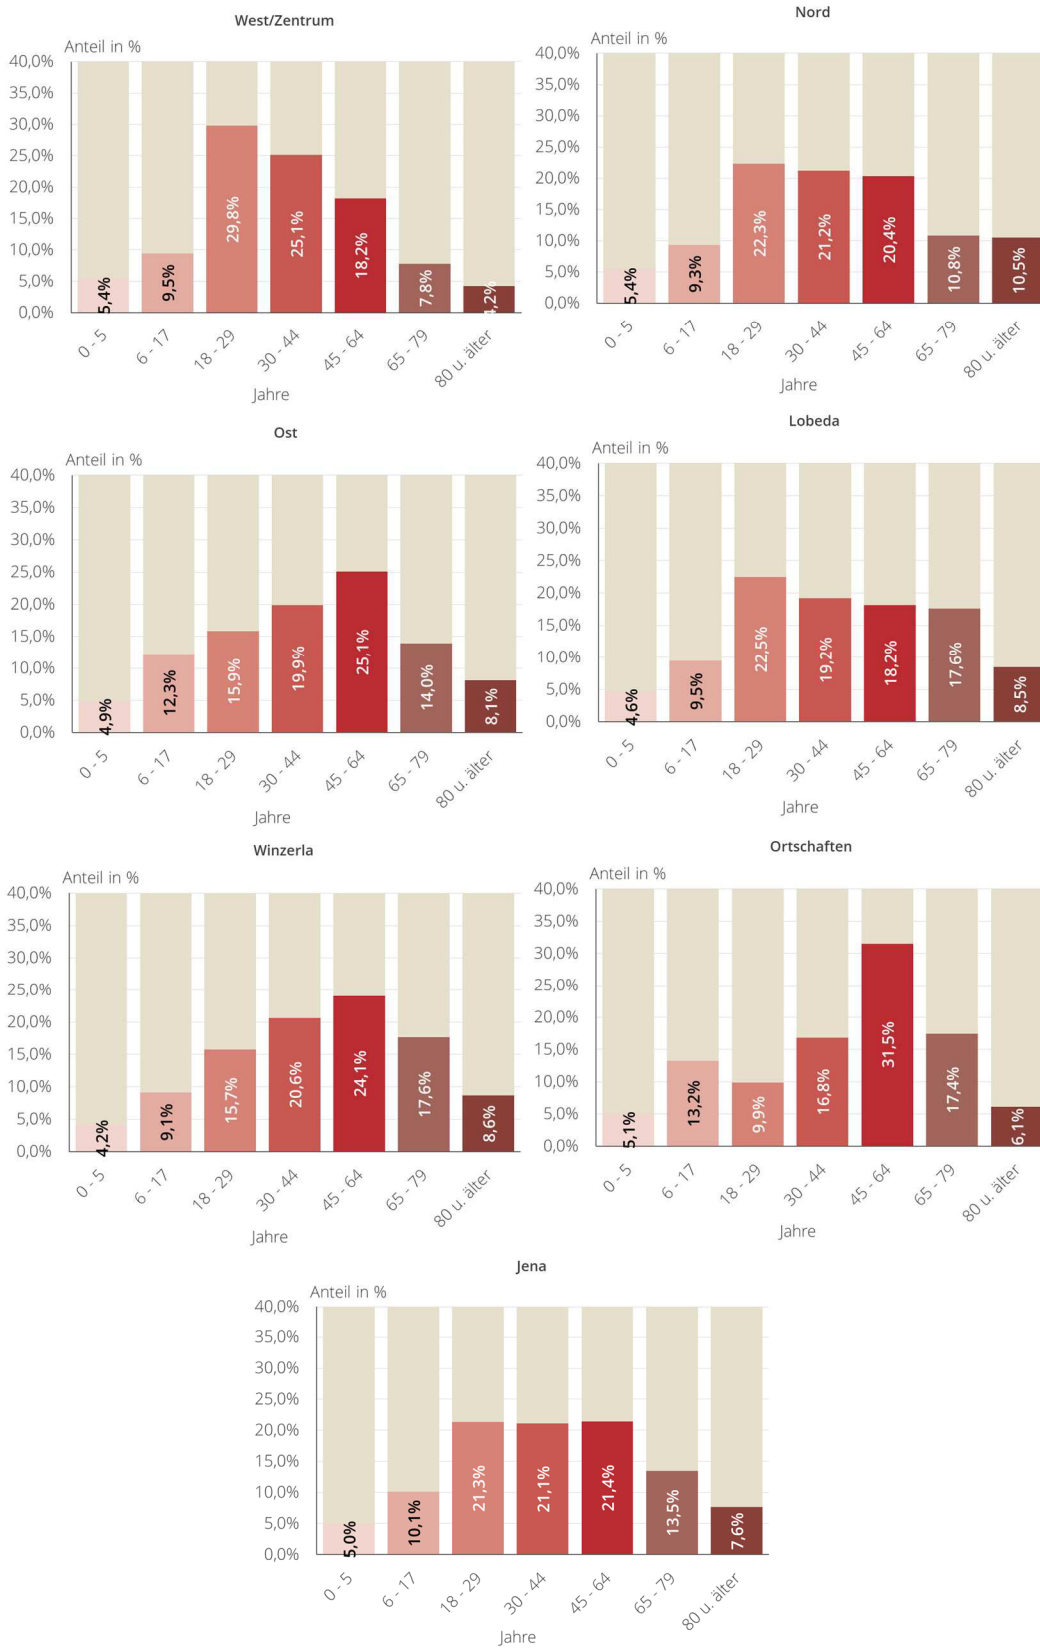 West/Zentrum
Anteil in %
40,0%
35,0%
30,0%
25,0%
20,0%
15,0%
10,0%
5,0%
0,0%
5,4%
9,5%
29,8%
25,1%
18,2%
7,8%
4,2%
0 - 5
6 - 17
18 - 29
30 - 44
45 - 64
65 - 79
80 u. älter
Jahre
Nord
Anteil in %
40,0%
35,0%
30,0%
25,0%
20,0%
15,0%
10,0%
5,0%
0,0%
5,4%
9,3%
22,3%
21,2%
20,4%
10,8%
10,5%
0 - 5
6 - 17
18 - 29
30 - 44
45 - 64
65 - 79
80 u. älter
Jahre
Ost
Anteil in %
40,0%
35,0%
30,0%
25,0%
20,0%
15,0%
10,0%
5,0%
0,0%
4,9%
12,3%
15,9%
19,9%
25,1%
14,0%
8,1%
0 - 5
6 - 17
18 - 29
30 - 44
45 - 64
65 - 79
80 u. älter
Jahre
Lobeda
Anteil in %
40,0%
35,0%
30,0%
25,0%
20,0%
15,0%
10,0%
5,0%
0,0%
4,6%
9,5%
22,5%
19,2%
18,2%
17,6%
8,5%
0 - 5
6 - 17
18 - 29
30 - 44
45 - 64
65 - 79
80 u. älter
Jahre
Winzerla
Anteil in %
40,0%
35,0%
30,0%
25,0%
20,0%
15,0%
10,0%
5,0%
0,0%
4,2%
9,1%
15,7%
20,6%
24,1%
17,6%
8,6%
0 - 5
6 - 17
18 - 29
30 - 44
45 - 64
65 - 79
80 u. älter
Jahre
Ortschaften
Anteil in %
40,0%
35,0%
30,0%
25,0%
20,0%
15,0%
10,0%
5,0%
0,0%
5,1%
13,2%
9,9%
16,8%
31,5%
17,4%
6,1%
0 - 5
6 - 17
18 - 29
30 - 44
45 - 64
65 - 79
80 u. älter
Jahre
Jena
Anteil in %
40,0%
35,0%
30,0%
25,0%
20,0%
15,0%
10,0%
5,0%
0,0%
5,0%
10,1%
21,3%
21,1%
21,4%
13,5%
7,6%
0 - 5
6 - 17
18 - 29
30 - 44
45 - 64
65 - 79
80 u. älter
Jahre